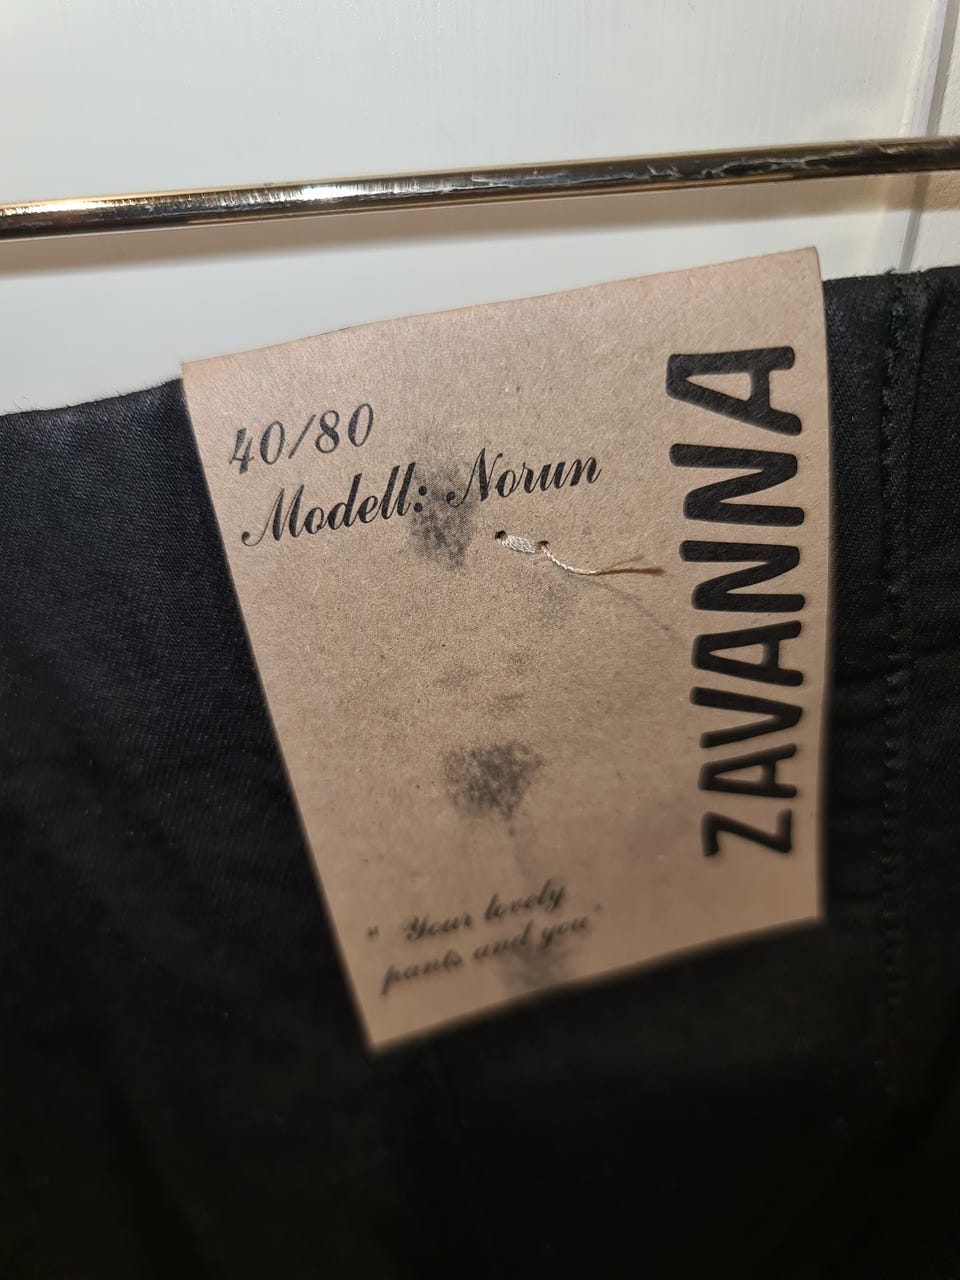 40/80
Modell: Norun
ZAVANNA
" Your lovely
pants and you"